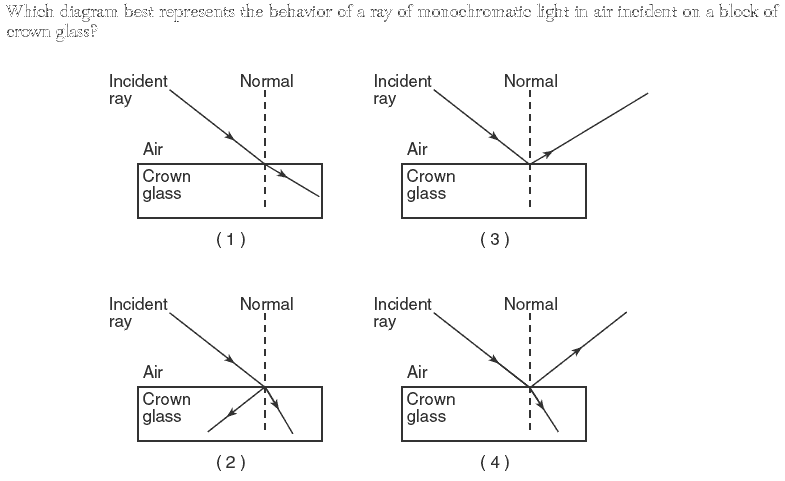 Which diagram best represents the behavior of a ray of monochromatic light in air incident on a block of
crown glass?
Incident
ray
Normal
Air
Crown
glass
(1)
Incident
ray
Normal
Air
Crown
glass
(3)
Incident
ray
Normal
Air
Crown
glass
(2)
Incident
ray
Normal
Air
Crown
glass
(4)